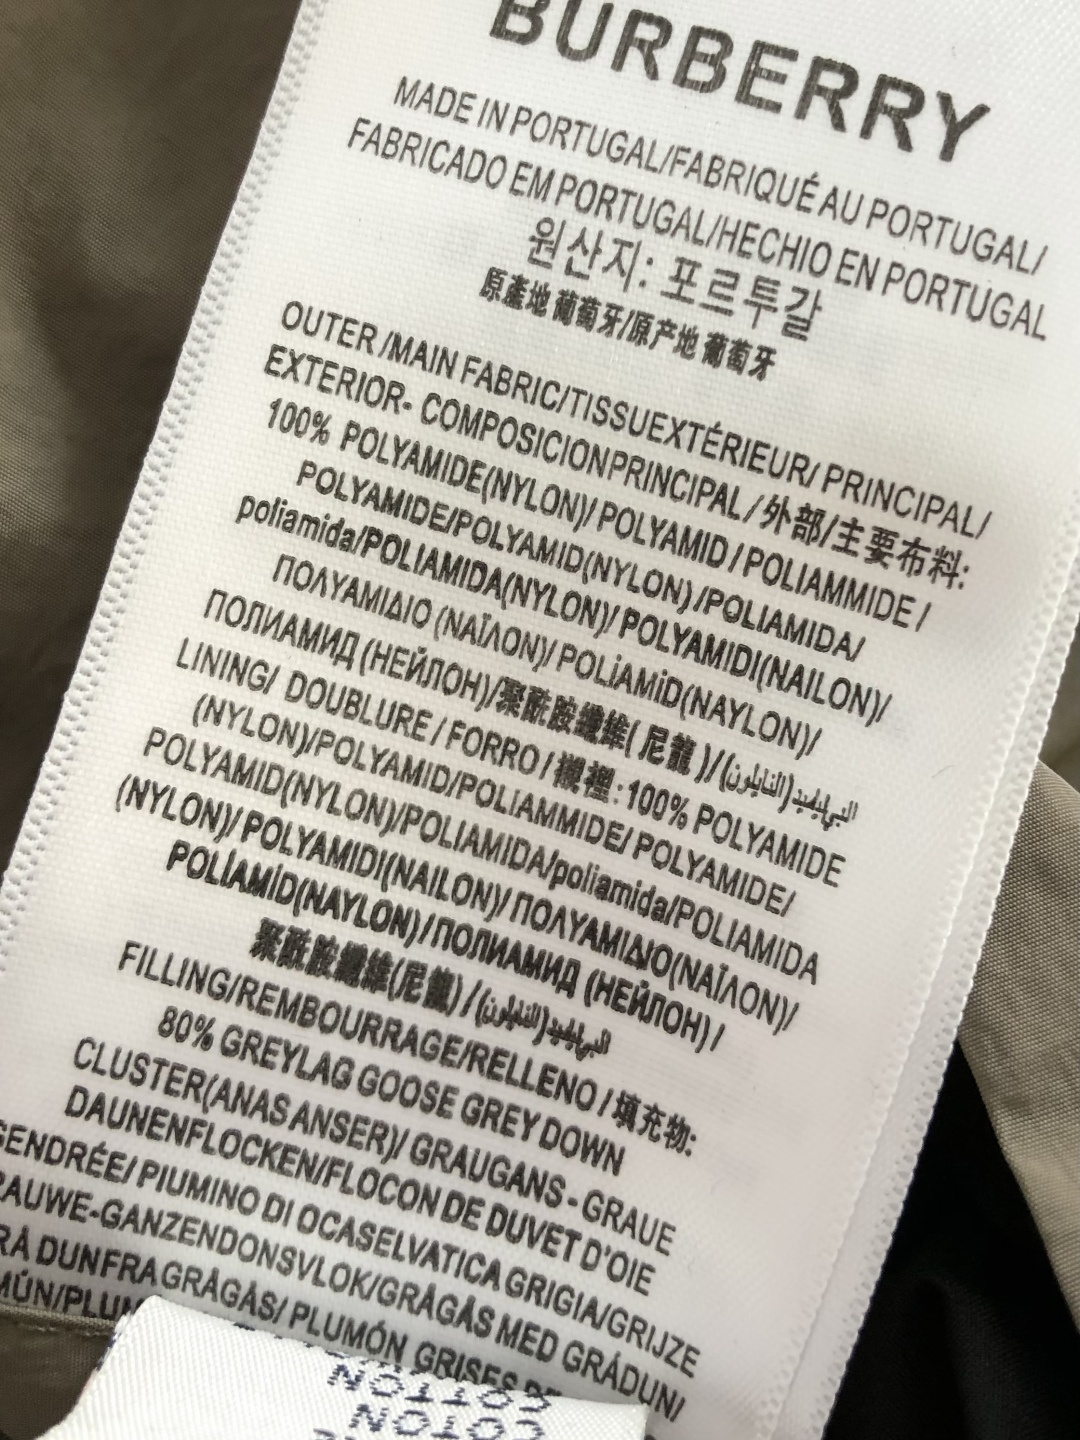 BURBERRY
MADE IN PORTUGAL/FABRIQUÉ AU PORTUGAL/
FABRICADO EM PORTUGAL/HECHIO EN PORTUGAL
원산지: 포르투갈
原產地 葡萄牙/原产地 葡萄牙
OUTER /MAIN FABRIC/TISSUEXTÉRIEUR/ PRINCIPAL/
EXTERIOR- COMPOSICIONPRINCIPAL / 外部/主要布料:
100% POLYAMIDE(NYLON)/ POLYAMID / POLIAMMIDE /
POLYAMIDE/POLYAMID(NYLON) /POLIAMIDA/
poliamida/POLIAMIDA(NYLON)/ POLYAMIDI(NAILON)/
ΠΟΛΥΑΜΙΔΙΟ (ΝΑΪΛΟΝ)/ POLİAMİD(NAYLON)/
ПОЛИАМИД (НЕЙЛОН)/聚酰胺纖維( 尼龍 )/
LINING/ DOUBLURE / FORRO / 襯裡:100% POLYAMIDE
(NYLON)/POLYAMID/POLIAMMIDE/ POLYAMIDE/
POLYAMID(NYLON)/POLIAMIDA/poliamida/POLIAMIDA
(NYLON)/ POLYAMIDI(NAILON)/ ΠΟΛΥΑΜΙΔΙΟ(ΝΑΪΛΟΝ)/
POLİAMİD(NAYLON)/ПОЛИАМИД (НЕЙЛОН) /
聚酰胺纖維(尼龍) /
FILLING/REMBOURRAGE/RELLENO / 填充物:
80% GREYLAG GOOSE GREY DOWN
CLUSTER(ANAS ANSER)/ GRAUGANS - GRAUE
DAUNENFLOCKEN/FLOCON DE DUVET D'OIE
SENDRÉE/ PIUMINO DI OCASELVATICA GRIGIA/GRIJZE
PAUWE-GANZENDONSVLOK/GRÅGÅS MED GRÅDUN/
DUNFRAGRÅGÅS/ PLUMÓN GRISES
COTTON
COTON